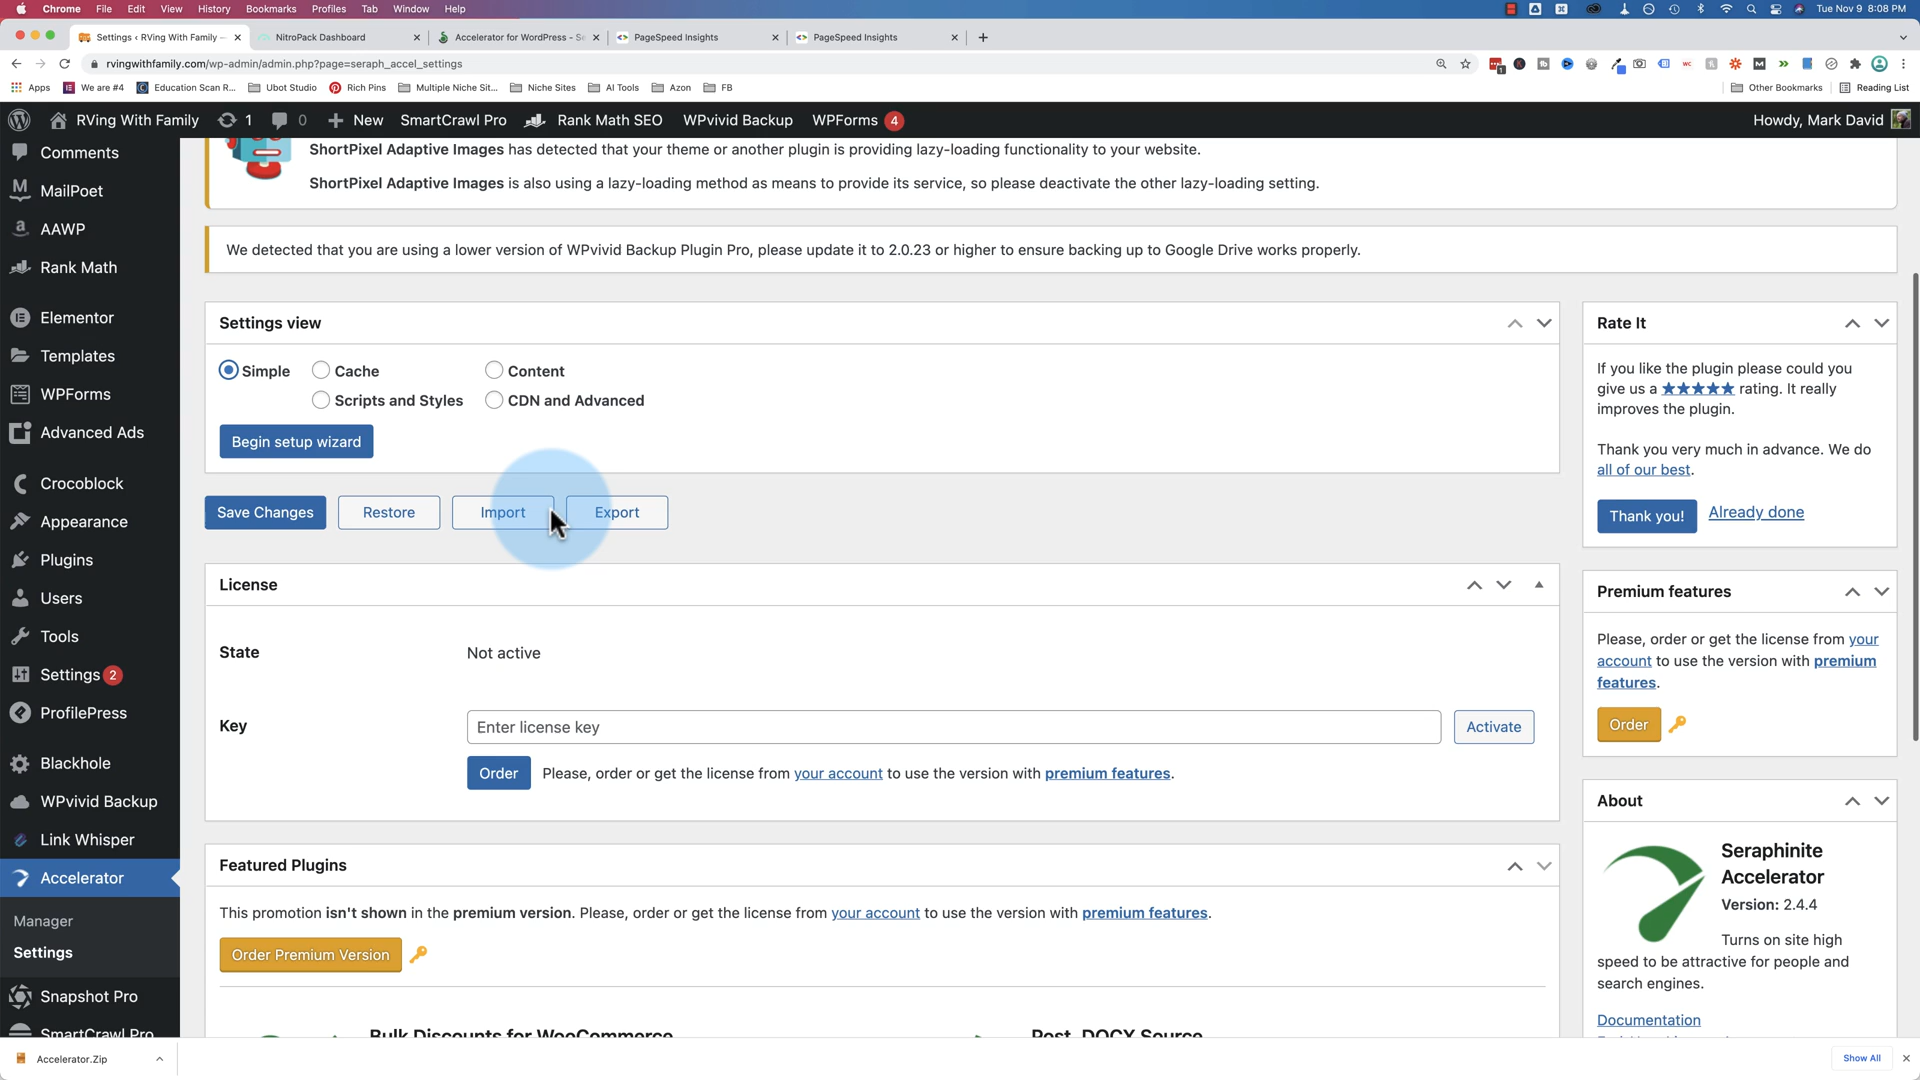 Chrome File Edit View History Bookmarks Profiles Tab Window Help Tue Nov 9 8:08 PM
Settings ‹ RVing With Family — NitroPack Dashboard Accelerator for WordPress - Se PageSpeed Insights PageSpeed Insights
rvingwithfamily.com/wp-admin/admin.php?page=seraph_accel_settings
Apps We are #4 Education Scan R... Ubot Studio Rich Pins Multiple Niche Sit... Niche Sites AI Tools Azon FB Other Bookmarks Reading List
RVing With Family 1 0 New SmartCrawl Pro Rank Math SEO WPvivid Backup WPForms 4 Howdy, Mark David
Comments
MailPoet
AAWP
Rank Math
Elementor
Templates
WPForms
Advanced Ads
Crocoblock
Appearance
Plugins
Users
Tools
Settings 2
ProfilePress
Blackhole
WPvivid Backup
Link Whisper
Accelerator
Manager
Settings
Snapshot Pro
SmartCrawl Pro
ShortPixel Adaptive Images has detected that your theme or another plugin is providing lazy-loading functionality to your website.
ShortPixel Adaptive Images is also using a lazy-loading method as means to provide its service, so please deactivate the other lazy-loading setting.
We detected that you are using a lower version of WPvivid Backup Plugin Pro, please update it to 2.0.23 or higher to ensure backing up to Google Drive works properly.
Settings view
Simple Cache Content
Scripts and Styles CDN and Advanced
Begin setup wizard
Save Changes Restore Import Export
License
State Not active
Key Enter license key Activate
Order Please, order or get the license from your account to use the version with premium features.
Featured Plugins
This promotion isn't shown in the premium version. Please, order or get the license from your account to use the version with premium features.
Order Premium Version
Bulk Discounts for WooCommerce Post .DOCX Source
Rate It
If you like the plugin please could you
give us a ★★★★★ rating. It really
improves the plugin.
Thank you very much in advance. We do
all of our best.
Thank you! Already done
Premium features
Please, order or get the license from your
account to use the version with premium
features.
Order
About
Seraphinite
Accelerator
Version: 2.4.4
Turns on site high
speed to be attractive for people and
search engines.
Documentation
Accelerator.Zip Show All